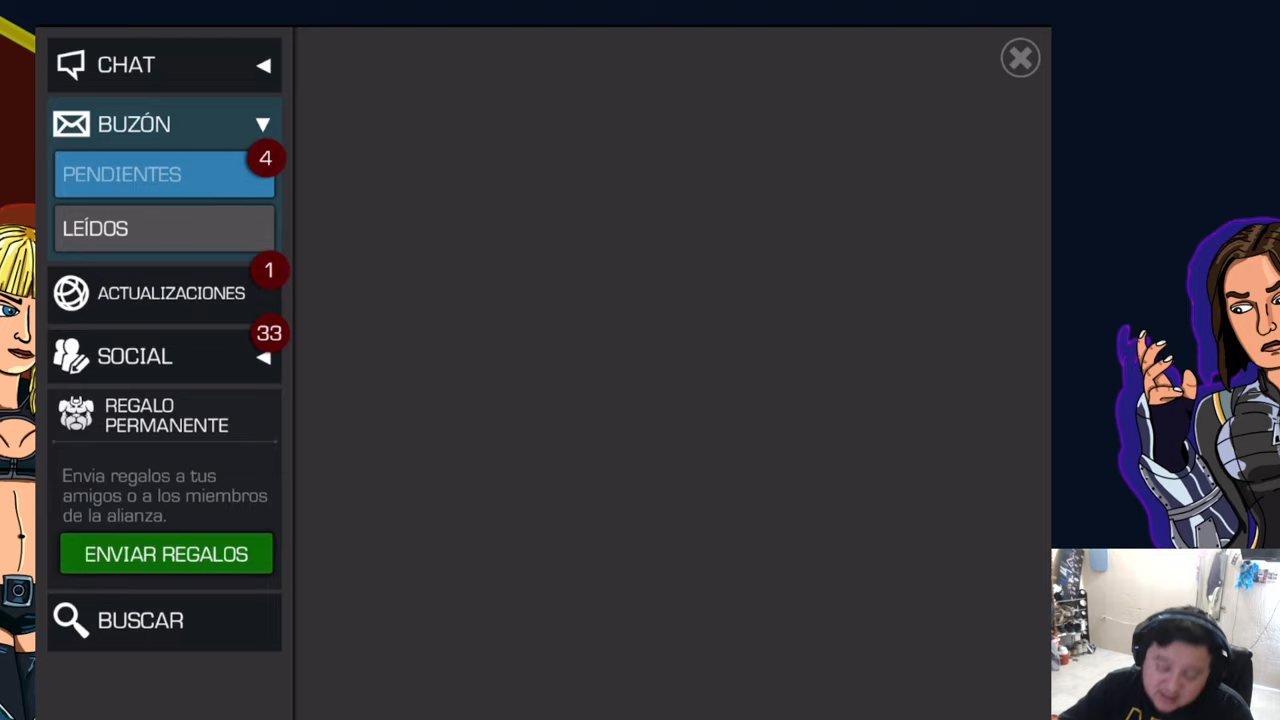 CHAT
BUZÓN
4
PENDIENTES
LEÍDOS
1
ACTUALIZACIONES
33
SOCIAL
REGALO
PERMANENTE
Envia regalos a tus
amigos o a los miembros
de la alianza.
ENVIAR REGALOS
BUSCAR